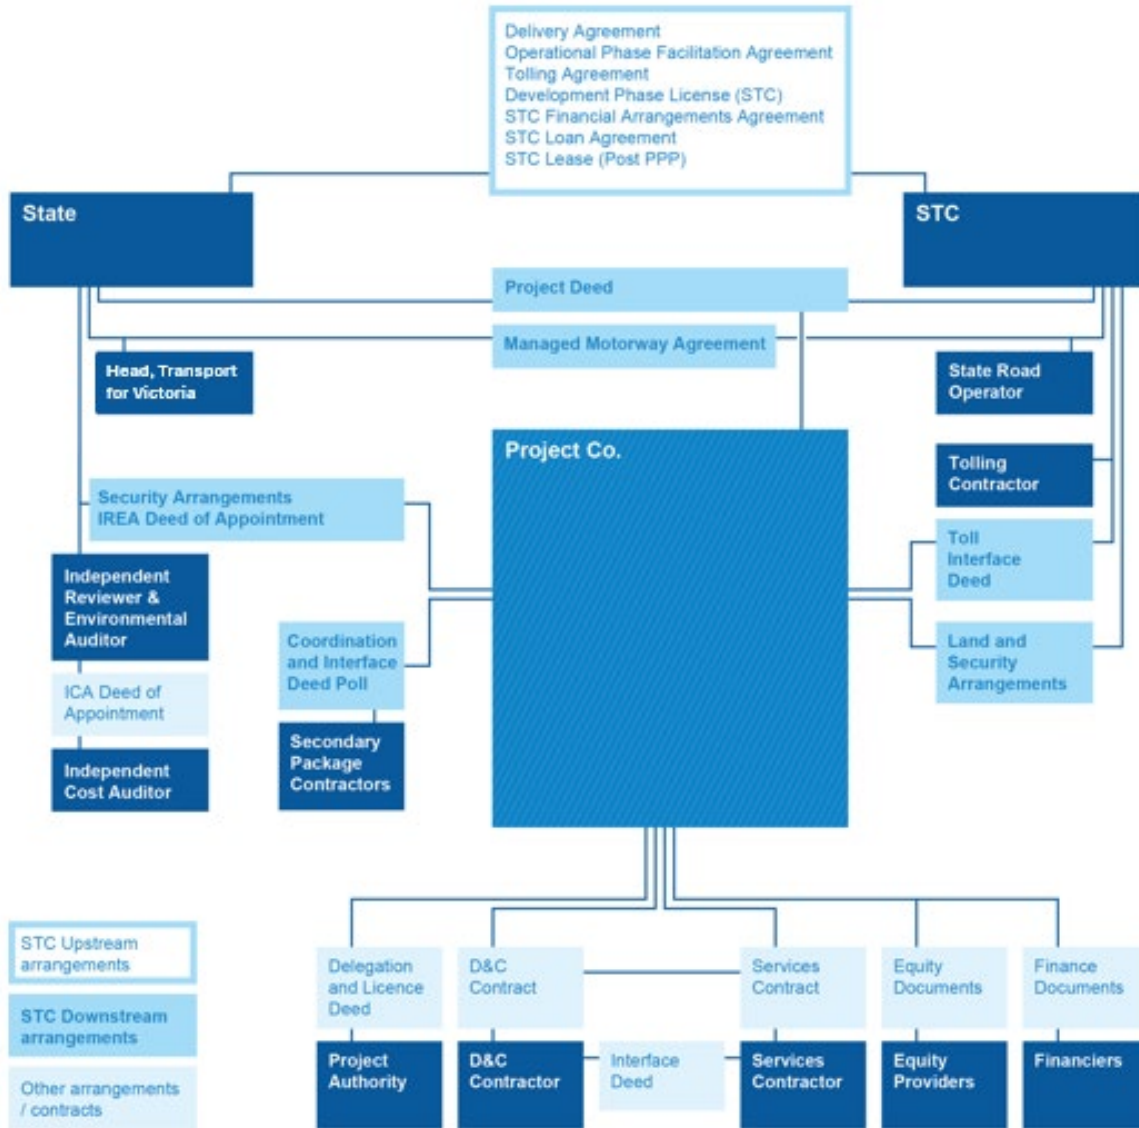 Delivery Agreement
Operational Phase Facilitation Agreement
Tolling Agreement
Development Phase License (STC)
STC Financial Arrangements Agreement
STC Loan Agreement
STC Lease (Post PPP)
State
STC
Project Deed
Managed Motorway Agreement
Head, Transport
for Victoria
State Road
Operator
Project Co.
Tolling
Contractor
Security Arrangements
IREA Deed of Appointment
Toll
Interface
Deed
Independent
Reviewer &
Environmental
Auditor
Coordination
and Interface
Deed Poll
Land and
Security
Arrangements
ICA Deed of
Appointment
Secondary
Package
Contractors
Independent
Cost Auditor
STC Upstream
arrangements
STC Downstream
arrangements
Other arrangements
/ contracts
Delegation
and Licence
Deed
D&C
Contract
Services
Contract
Equity
Documents
Finance
Documents
Project
Authority
D&C
Contractor
Interface
Deed
Services
Contractor
Equity
Providers
Financiers